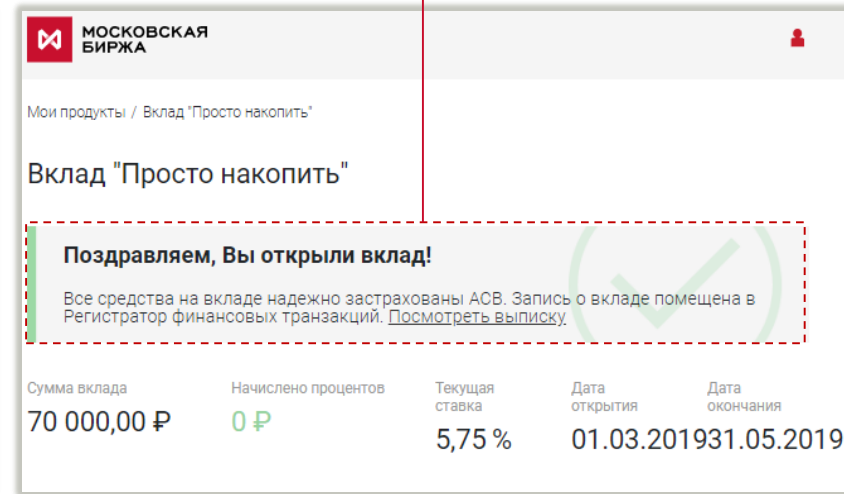 МОСКОВСКАЯ
БИРЖА
Мои продукты / Вклад "Просто накопить"
Вклад "Просто накопить"
Поздравляем, Вы открыли вклад!
Все средства на вкладе надежно застрахованы АСВ. Запись о вкладе помещена в
Регистратор финансовых транзакций. Посмотреть выписку
Сумма вклада
70 000,00 ₽
Начислено процентов
0 ₽
Текущая
ставка
5,75 %
Дата
открытия
01.03.2019
Дата
окончания
31.05.2019